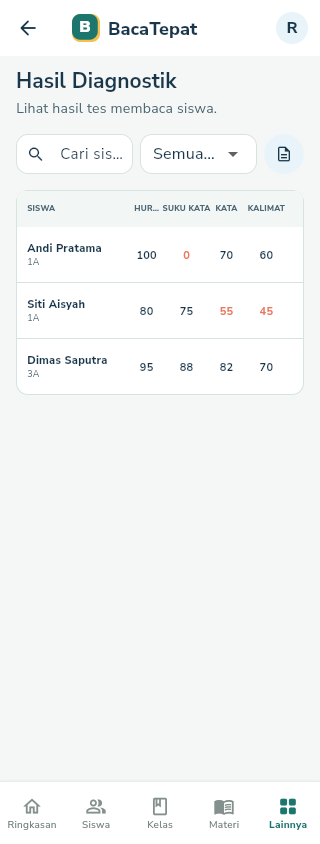 B BacaTepat R
Hasil Diagnostik
Lihat hasil tes membaca siswa.
Cari sis... Semua...
SISWA HUR... SUKU KATA KATA KALIMAT
Andi Pratama 100 0 70 60
1A
Siti Aisyah 80 75 55 45
1A
Dimas Saputra 95 88 82 70
3A
Ringkasan Siswa Kelas Materi Lainnya